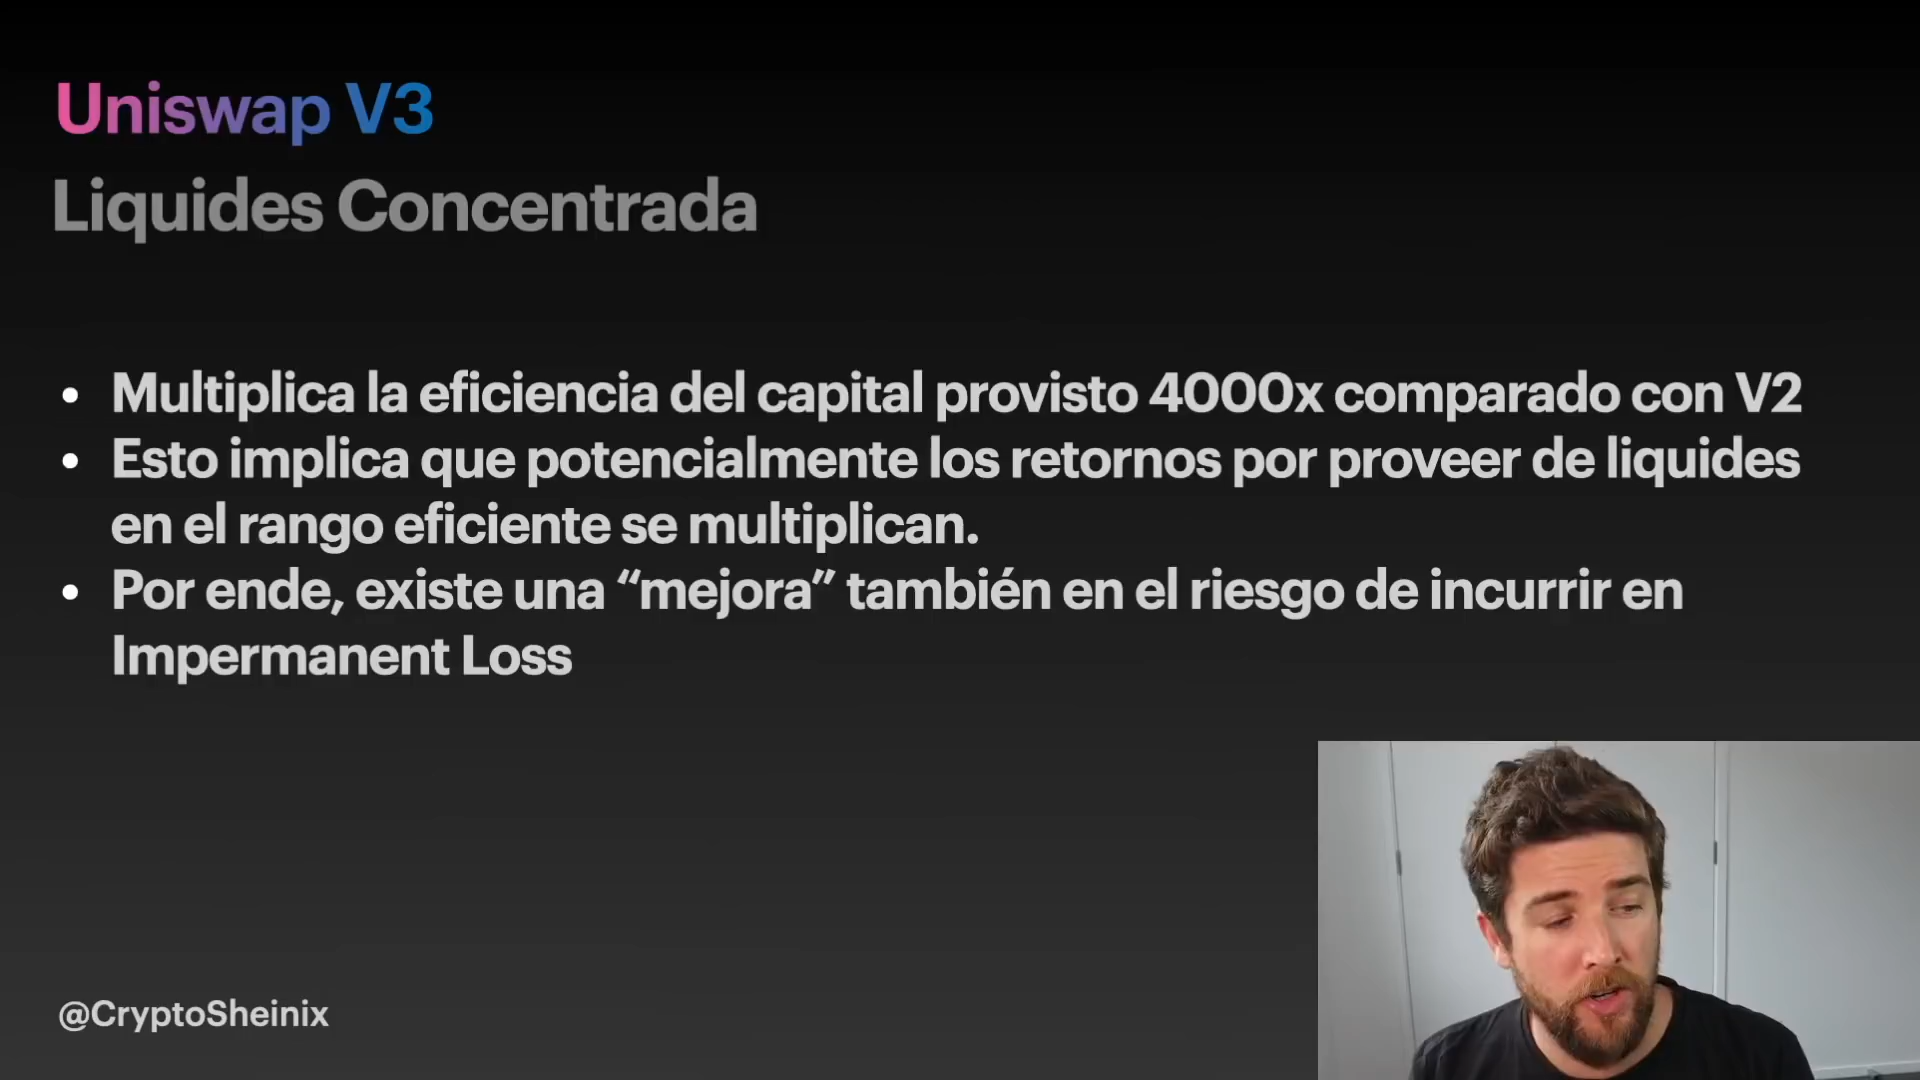 Uniswap V3
Liquides Concentrada
• Multiplica la eficiencia del capital provisto 4000x comparado con V2
• Esto implica que potencialmente los retornos por proveer de liquides
en el rango eficiente se multiplican.
• Por ende, existe una “mejora” también en el riesgo de incurrir en
Impermanent Loss
@CryptoSheinix